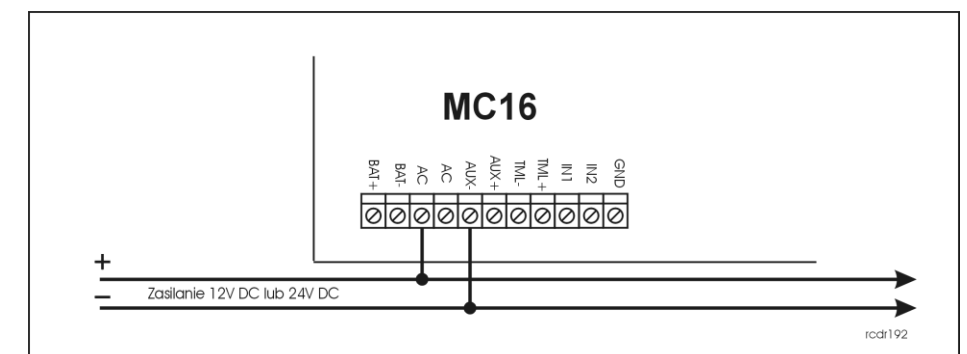 MC16
BAT+ BAT- AC AC AUX- AUX+ TML- TML+ IN1 IN2 GND
+
− Zasilanie 12V DC lub 24V DC
rcdr192